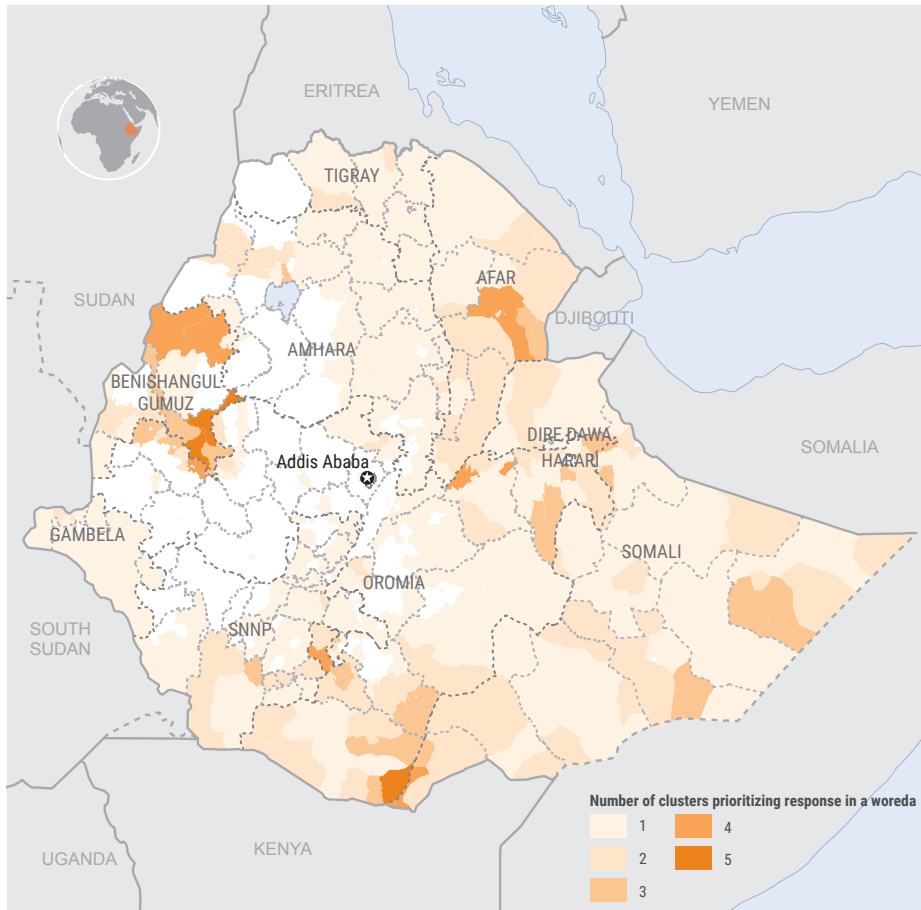 ERITREA
YEMEN
TIGRAY
SUDAN
AFAR
DJIBOUTI
AMHARA
BENISHANGUL
GUMUZ
DIRE DAWA
HARARI
SOMALIA
Addis Ababa
GAMBELA
SOMALI
OROMIA
SNNP
SOUTH
SUDAN
Number of clusters prioritizing response in a woreda
1
4
2
5
3
KENYA
UGANDA